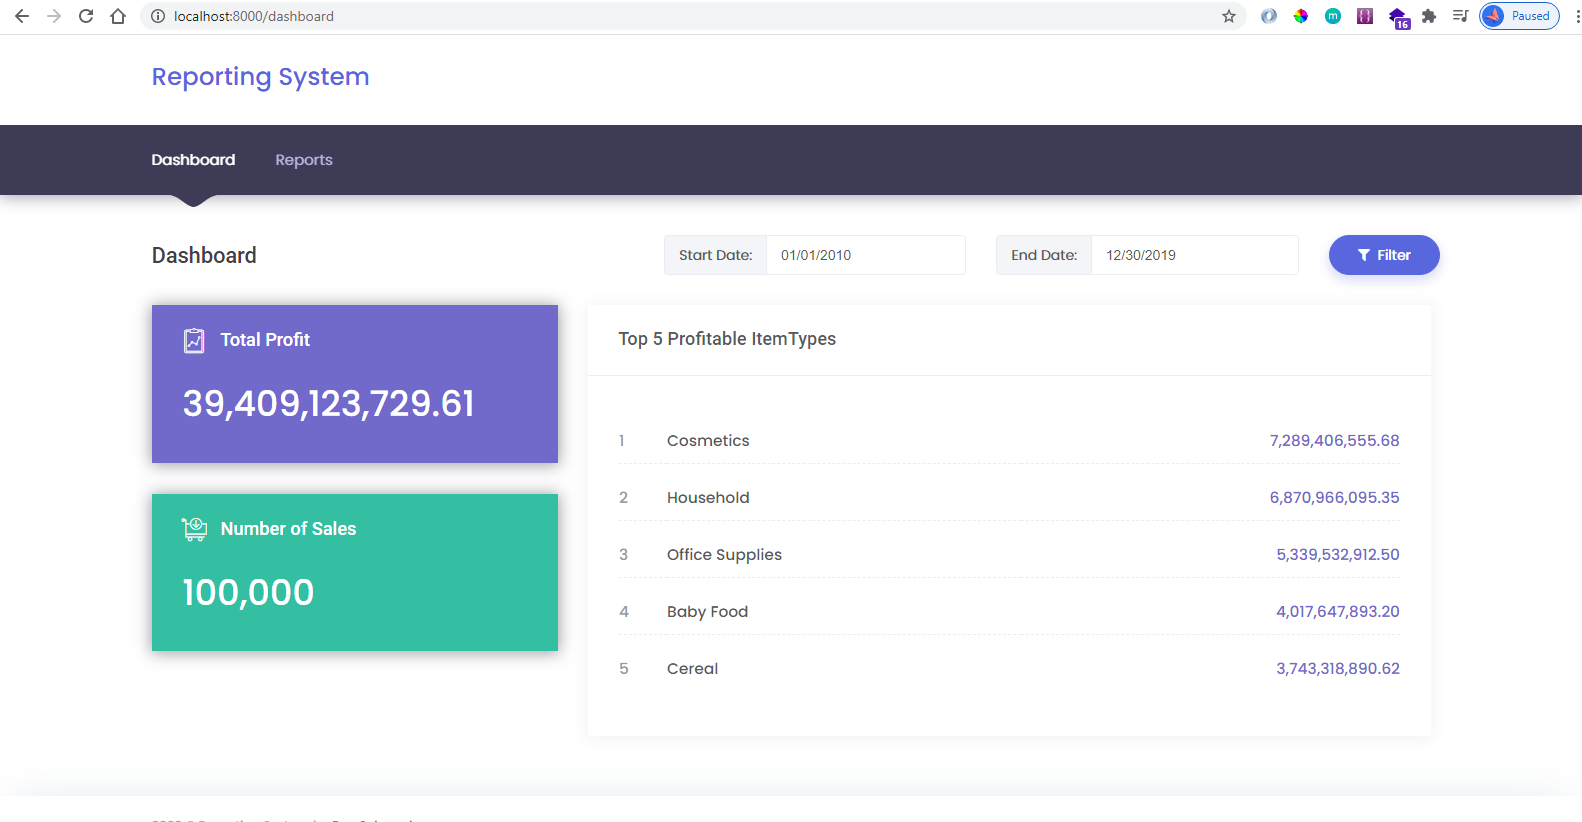 localhost:8000/dashboard
16
Paused
Reporting System
Dashboard Reports
Dashboard
Start Date: 01/01/2010
End Date: 12/30/2019
Filter
Total Profit
39,409,123,729.61
Number of Sales
100,000
Top 5 Profitable ItemTypes
1 Cosmetics 7,289,406,555.68
2 Household 6,870,966,095.35
3 Office Supplies 5,339,532,912.50
4 Baby Food 4,017,647,893.20
5 Cereal 3,743,318,890.62